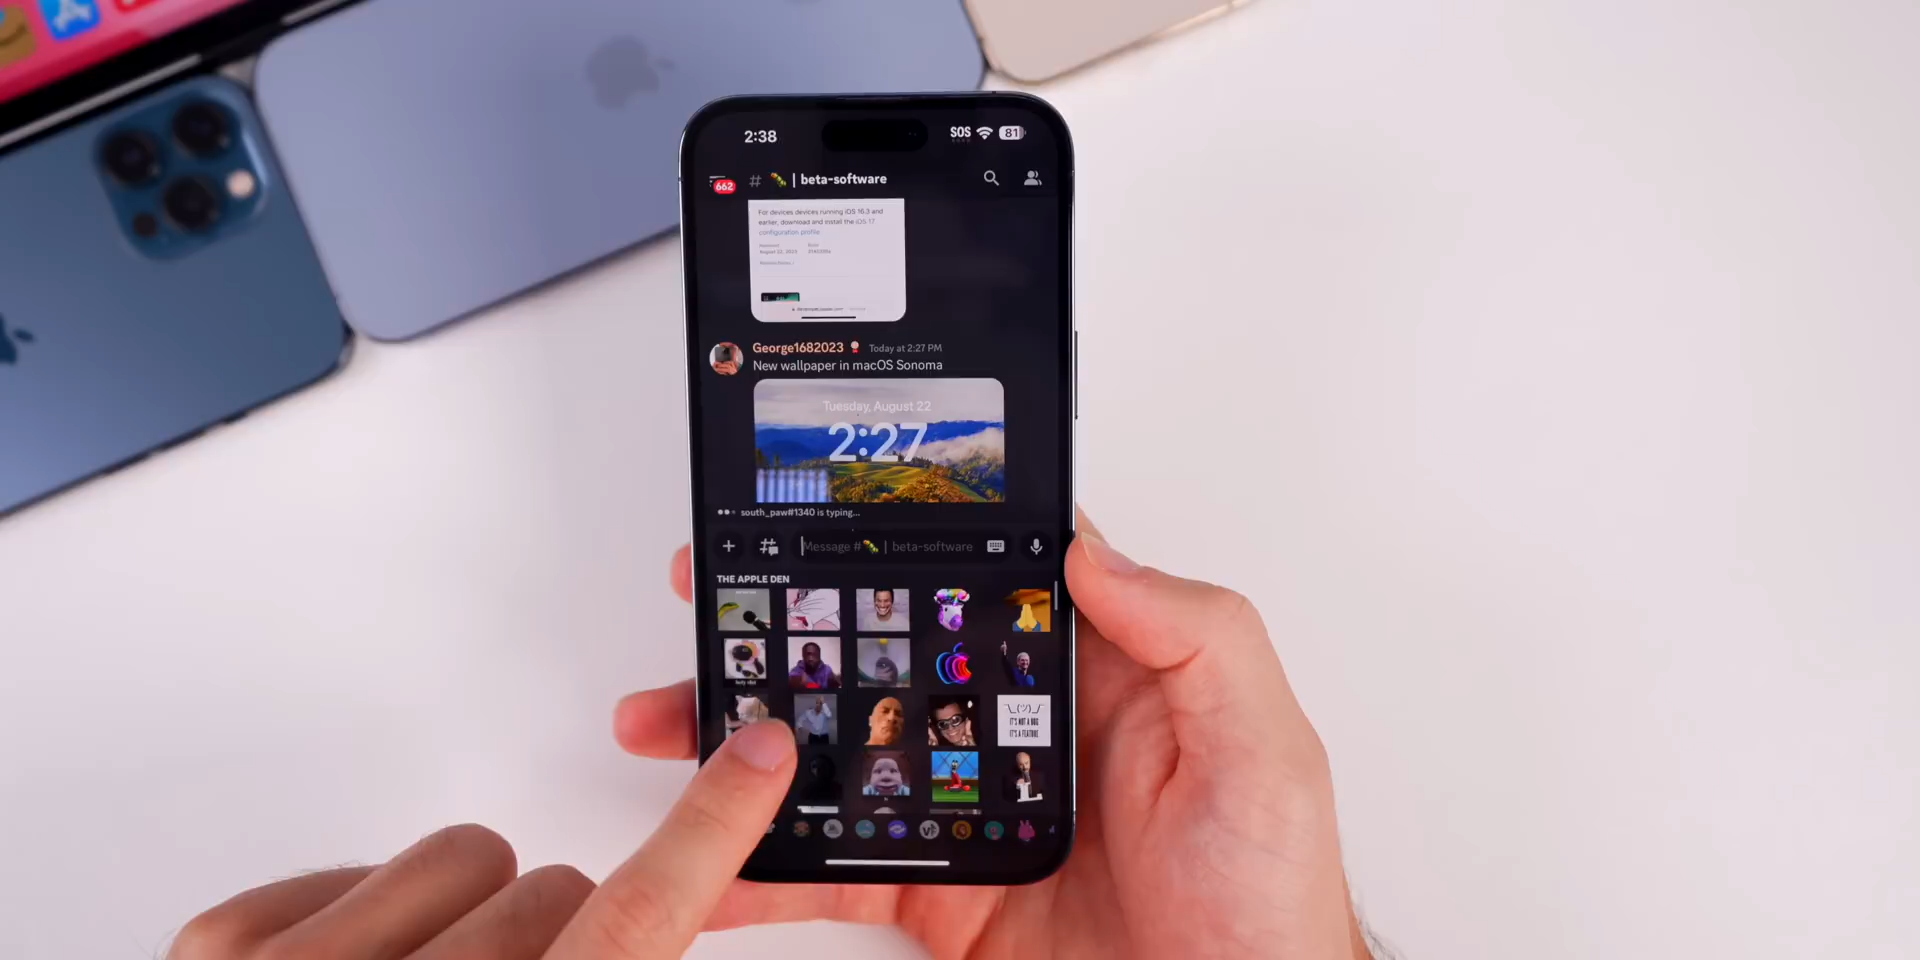 2:38
SOS
81
662
# | beta-software
For devices devices running iOS 16.3 and
earlier, download and install the iOS 17
configuration profile
George1682023 Today at 2:27 PM
New wallpaper in macOS Sonoma
Tuesday, August 22
2:27
south_paw#1340 is typing...
Message # | beta-software
THE APPLE DEN
¯\_(ツ)_/¯
IT'S NOT A BUG
IT'S A FEATURE